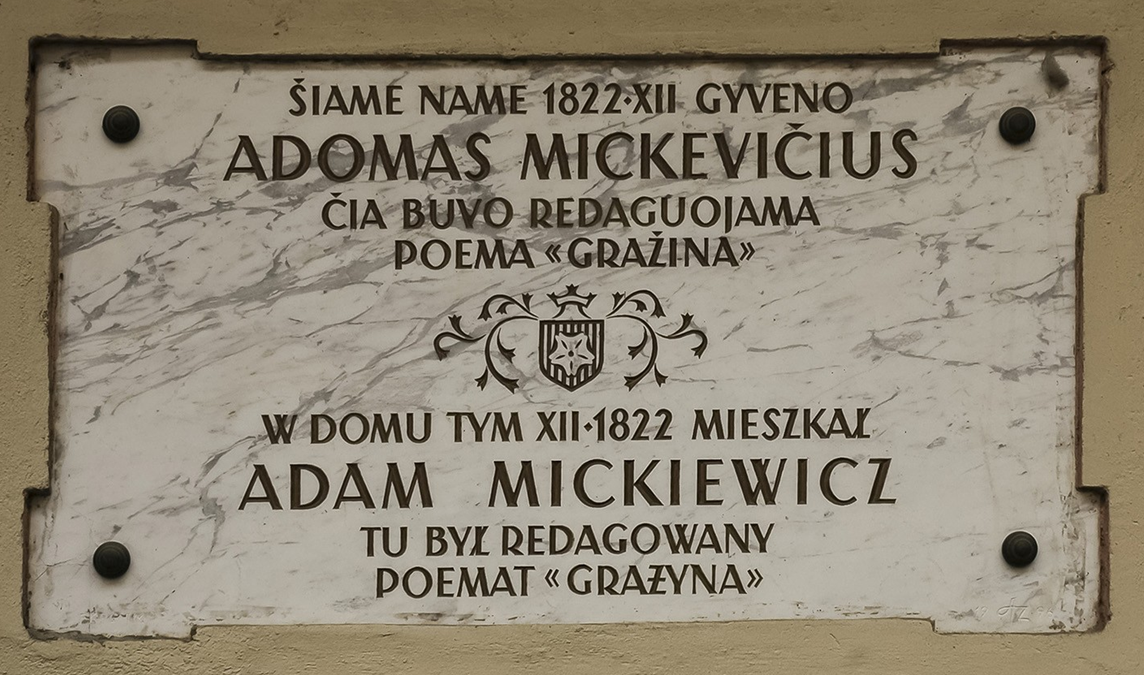 ŠIAME NAME 1822·XII GYVENO
ADOMAS MICKEVIČIUS
ČIA BUVO REDAGUOJAMA
POEMA «GRAŽINA»
W DOMU TYM XII·1822 MIESZKAŁ
ADAM MICKIEWICZ
TU BYŁ REDAGOWANY
POEMAT «GRAŻYNA»